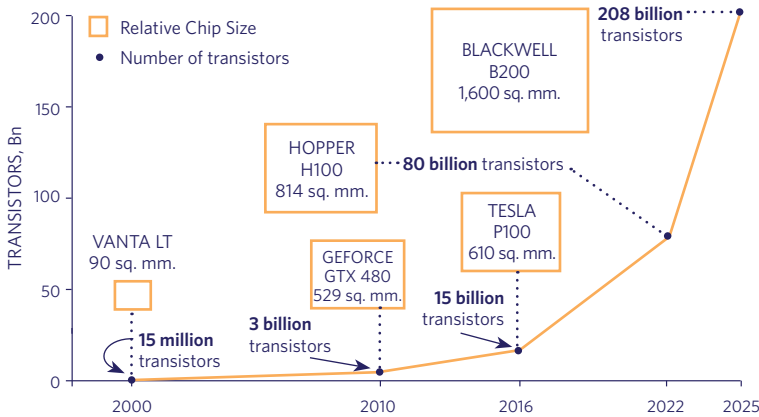 Relative Chip Size
Number of transistors
TRANSISTORS, Bn
200
150
100
50
0
VANTA LT
90 sq. mm.
15 million
transistors
GEFORCE
GTX 480
529 sq. mm.
3 billion
transistors
TESLA
P100
610 sq. mm.
15 billion
transistors
HOPPER
H100
814 sq. mm.
80 billion transistors
BLACKWELL
B200
1,600 sq. mm.
208 billion
transistors
2000
2010
2016
2022
2025